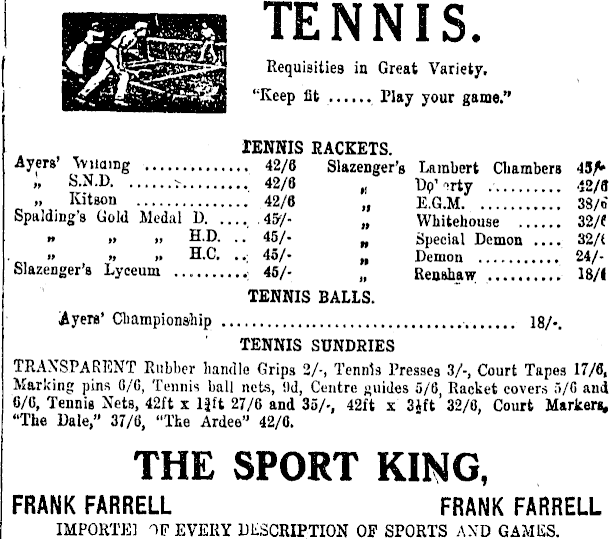 TENNIS.
Requisities in Great Variety.
"Keep fit ...... Play your game."
TENNIS RACKETS.
Ayers' Wilding .............. 42/6 Slazenger's Lambert Chambers 45/-
„ S.N.D. .............. 42/6 „ Do'erty .......... 42/6
„ Kitson .............. 42/6 „ E.G.M. .......... 38/6
Spalding's Gold Medal D. .... 45/- „ Whitehouse ...... 32/6
„ „ „ H.D. .. 45/- „ Special Demon .... 32/6
„ „ „ H.C. .. 45/- „ Demon ........... 24/-
Slazenger's Lyceum .......... 45/- „ Renshaw .......... 18/6
TENNIS BALLS.
Ayers' Championship .................................... 18/-.
TENNIS SUNDRIES
TRANSPARENT Rubber handle Grips 2/-, Tennis Presses 3/-, Court Tapes 17/6,
Marking pins 6/6, Tennis ball nets, 9d, Centre guides 5/6, Racket covers 5/6 and
6/6, Tennis Nets, 42ft x 1¾ft 27/6 and 35/-, 42ft x 3½ft 32/6, Court Markers,
"The Dale," 37/6, "The Ardee" 42/6.
THE SPORT KING,
FRANK FARRELL FRANK FARRELL
OF EVERY DESCRIPTION OF SPORTS AND GAMES.